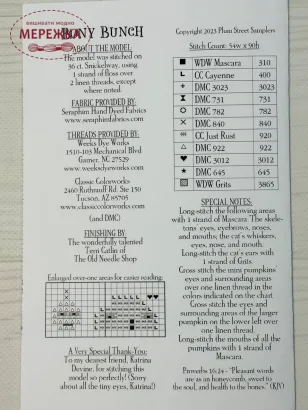 вишивати модно
МЕРЕЖКА
BONY BUNCH
ABOUT THE MODEL
The model was stitched on
36 ct. Smokelway, using
1 strand of floss over
2 linen threads, except
where noted.
FABRIC PROVIDED BY:
Seraphim Hand Dyed Fabrics
www.seraphimfabrics.com
THREADS PROVIDED BY:
Weeks Dye Works
1510-103 Mechanical Blvd
Garner, NC 27529
www.weeksdyeworks.com
Classic Colorworks
2460 Ruthrauff Rd. Ste 150
Tucson, AZ 85705
www.classiccolorworks.com
(and DMC)
FINISHING BY:
The wonderfully talented
Terri Catlin of
The Old Needle Shop
Enlarged over-one areas for easier reading:
A Very Special Thank-You:
To my dearest friend, Katrina
Devine, for stitching this
model so perfectly! (Sorry
about all the tiny eyes, Katrina!)
Copyright 2023 Plum Street Samplers
Stitch Count: 54w x 90h
WDW Mascara 310
CC Cayenne 400
DMC 3023 3023
DMC 731 731
DMC 782 782
DMC 840 840
CC Just Rust 920
DMC 922 922
DMC 3012 3012
DMC 645 645
WDW Grits 3865
SPECIAL NOTES:
Long-stitch the following areas
with 1 strand of Mascara: The skele-
tons' eyes, eyebrows, noses,
and mouths; the cat's whiskers,
eyes, nose, and mouth.
Long-stitch the cat's ears with
1 strand of Grits.
Cross stitch the mini pumpkins'
eyes and surrounding areas
over one linen thread in the
colors indicated on the chart.
Cross stitch the eyes and
surrounding areas of the larger
pumpkin on the lower left over
one linen thread.
Long-stitch the mouths of all the
pumpkins with 1 strand of
Mascara.
Proverbs 16:24 - "Pleasant words
are as an honeycomb, sweet to
the soul, and health to the bones." (KJV)